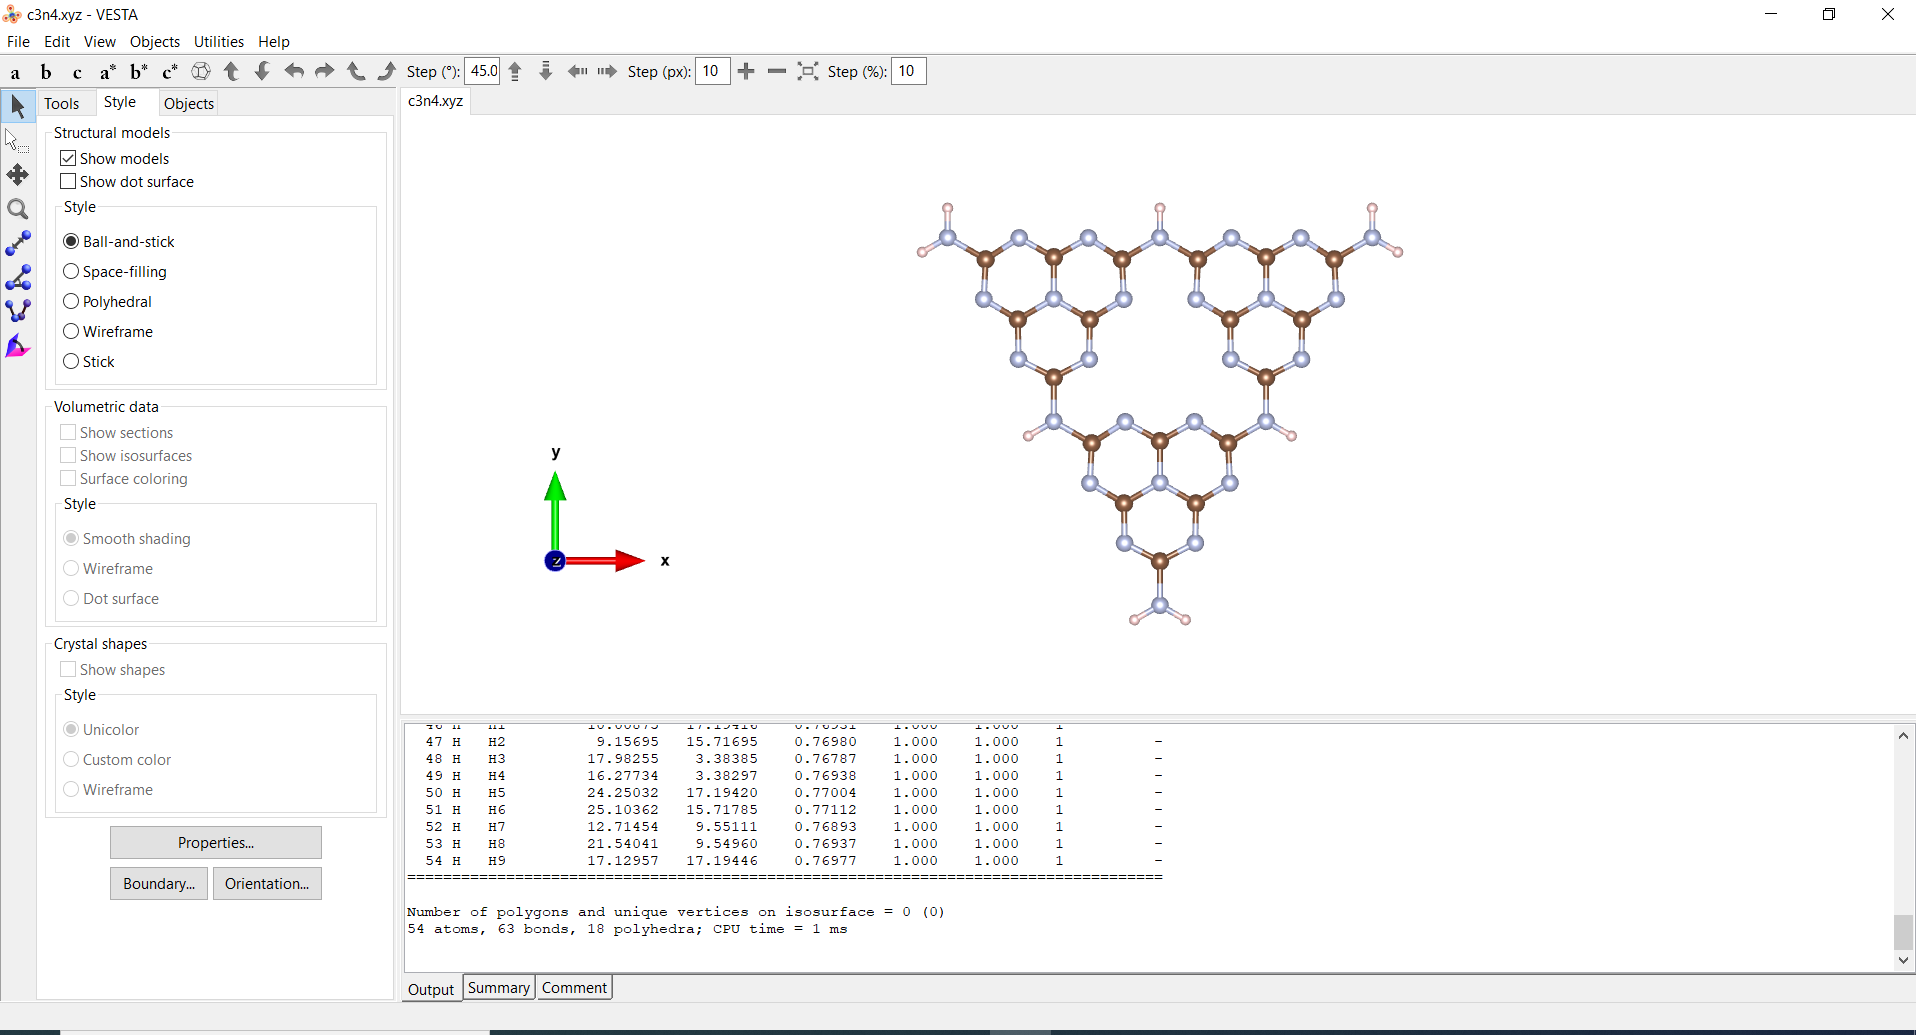 c3n4.xyz - VESTA
File Edit View Objects Utilities Help
a b c a* b* c* Step (°): 45.0 Step (px): 10 Step (%): 10
Tools Style Objects
c3n4.xyz
Structural models
Show models
Show dot surface
Style
Ball-and-stick
Space-filling
Polyhedral
Wireframe
Stick
Volumetric data
Show sections
Show isosurfaces
Surface coloring
Style
Smooth shading
Wireframe
Dot surface
Crystal shapes
Show shapes
Style
Unicolor
Custom color
Wireframe
Properties...
Boundary... Orientation...
y
z
x
47 H H2 9.15695 15.71695 0.76980 1.000 1.000 1 -
48 H H3 17.98255 3.38385 0.76787 1.000 1.000 1 -
49 H H4 16.27734 3.38297 0.76938 1.000 1.000 1 -
50 H H5 24.25032 17.19420 0.77004 1.000 1.000 1 -
51 H H6 25.10362 15.71785 0.77112 1.000 1.000 1 -
52 H H7 12.71454 9.55111 0.76893 1.000 1.000 1 -
53 H H8 21.54041 9.54960 0.76937 1.000 1.000 1 -
54 H H9 17.12957 17.19446 0.76977 1.000 1.000 1 -
====================================================================================
Number of polygons and unique vertices on isosurface = 0 (0)
54 atoms, 63 bonds, 18 polyhedra; CPU time = 1 ms
Output Summary Comment